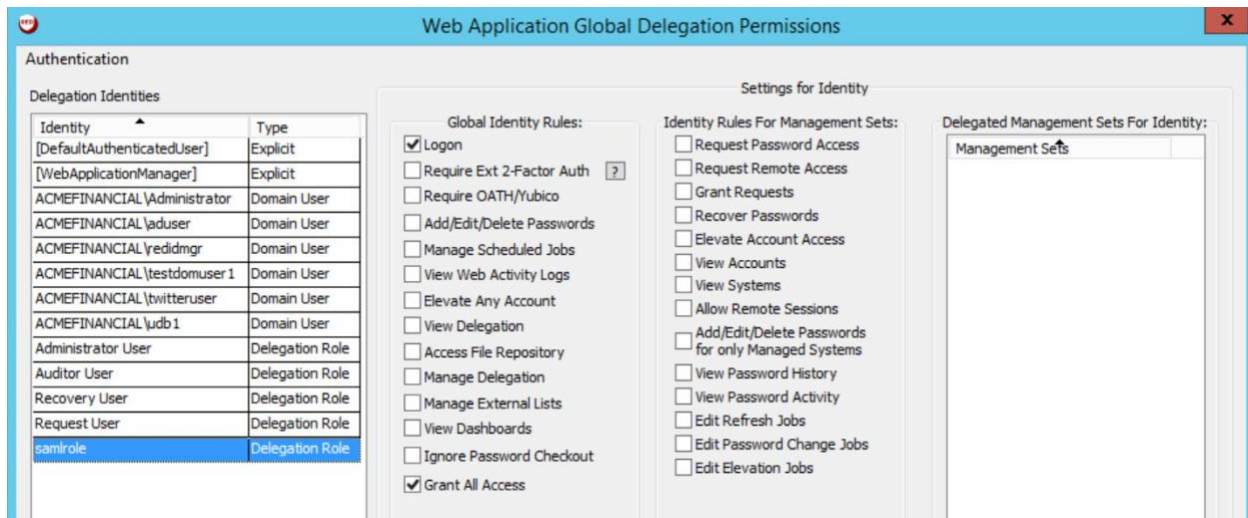 Web Application Global Delegation Permissions
x
Authentication
Delegation Identities
Identity Type
[DefaultAuthenticatedUser] Explicit
[WebApplicationManager] Explicit
ACMEFINANCIAL\Administrator Domain User
ACMEFINANCIAL\aduser Domain User
ACMEFINANCIAL\redidmgr Domain User
ACMEFINANCIAL\testdomuser1 Domain User
ACMEFINANCIAL\twitteruser Domain User
ACMEFINANCIAL\udb1 Domain User
Administrator User Delegation Role
Auditor User Delegation Role
Recovery User Delegation Role
Request User Delegation Role
samlrole Delegation Role
Settings for Identity
Global Identity Rules:
Logon
Require Ext 2-Factor Auth ?
Require OATH/Yubico
Add/Edit/Delete Passwords
Manage Scheduled Jobs
View Web Activity Logs
Elevate Any Account
View Delegation
Access File Repository
Manage Delegation
Manage External Lists
View Dashboards
Ignore Password Checkout
Grant All Access
Identity Rules For Management Sets:
Request Password Access
Request Remote Access
Grant Requests
Recover Passwords
Elevate Account Access
View Accounts
View Systems
Allow Remote Sessions
Add/Edit/Delete Passwords
for only Managed Systems
View Password History
View Password Activity
Edit Refresh Jobs
Edit Password Change Jobs
Edit Elevation Jobs
Delegated Management Sets For Identity:
Management Sets